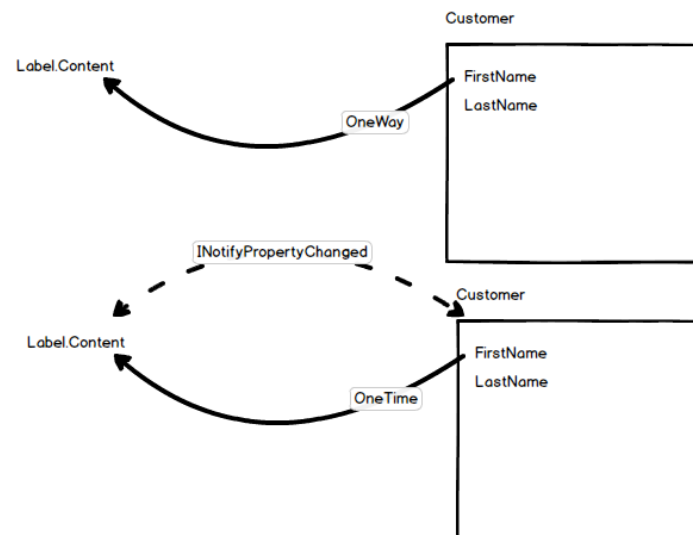 Customer
Label.Content
FirstName
LastName
OneWay
INotifyPropertyChanged
Customer
Label.Content
FirstName
LastName
OneTime